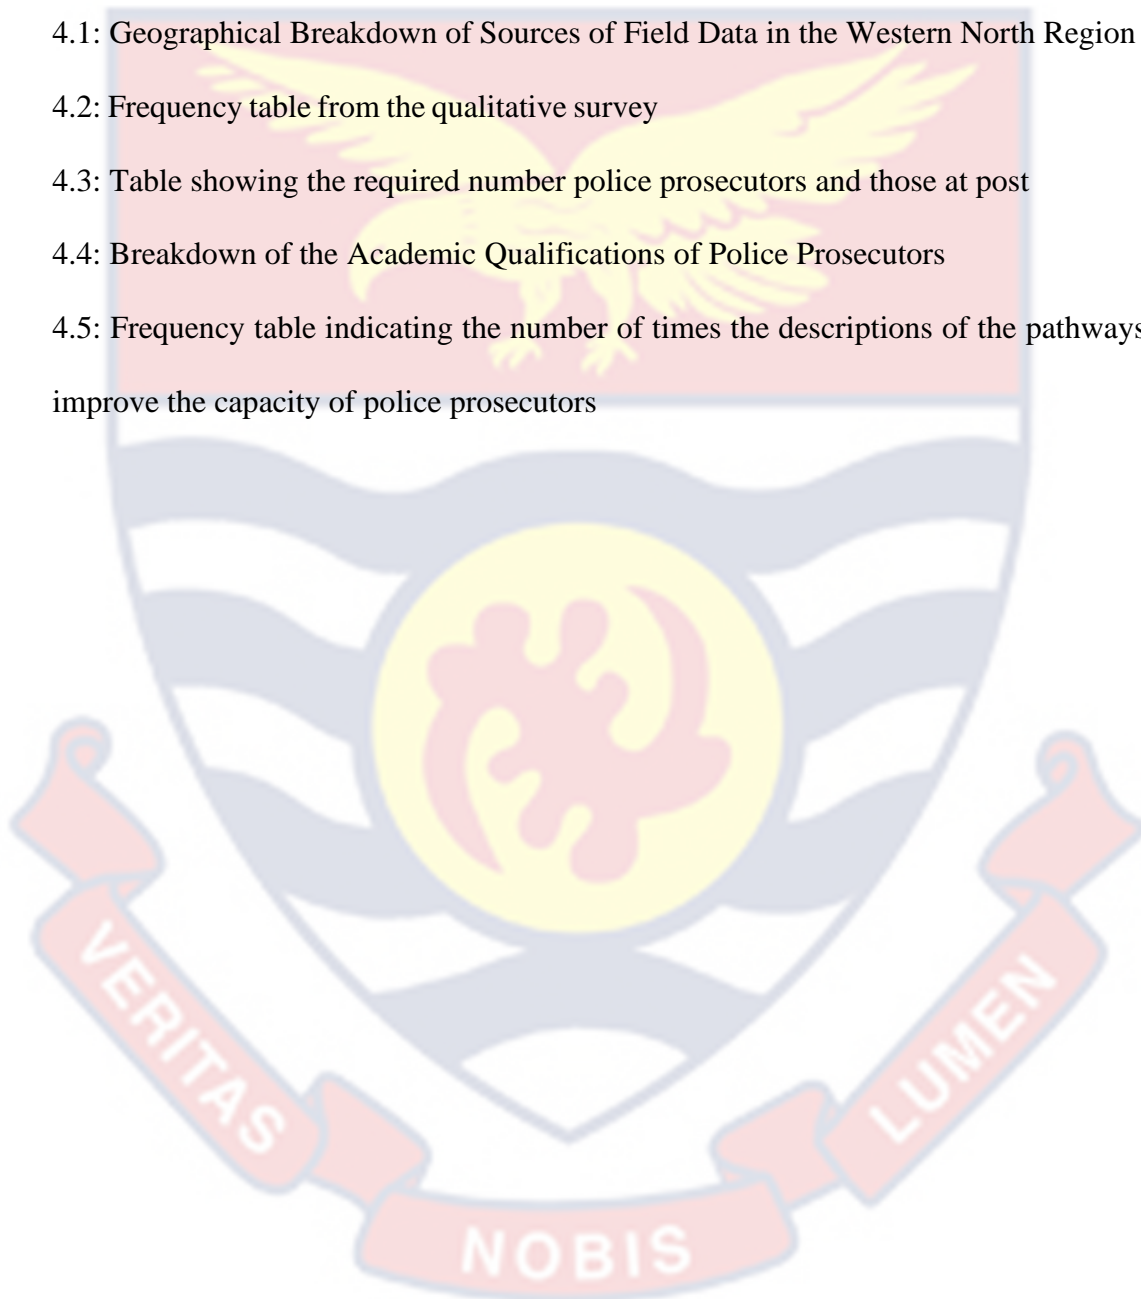 4.1: Geographical Breakdown of Sources of Field Data in the Western North Region
4.2: Frequency table from the qualitative survey
4.3: Table showing the required number police prosecutors and those at post
4.4: Breakdown of the Academic Qualifications of Police Prosecutors
4.5: Frequency table indicating the number of times the descriptions of the pathways
improve the capacity of police prosecutors
VERITAS
NOBIS
LUMEN